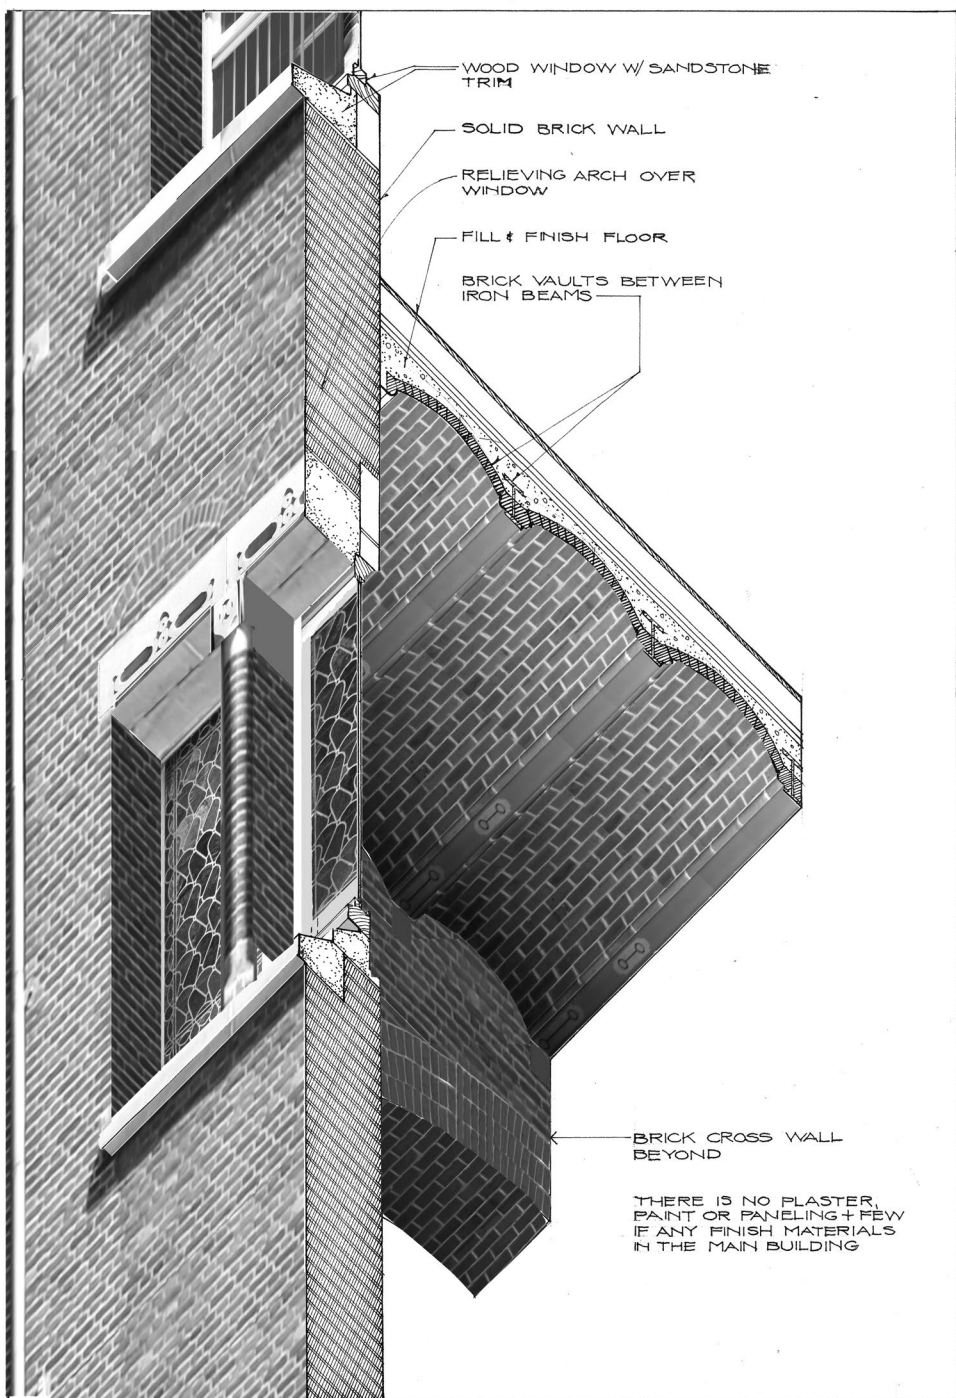 WOOD WINDOW W/ SANDSTONE
TRIM
SOLID BRICK WALL
RELIEVING ARCH OVER
WINDOW
FILL & FINISH FLOOR
BRICK VAULTS BETWEEN
IRON BEAMS
BRICK CROSS WALL
BEYOND
THERE IS NO PLASTER,
PAINT OR PANELING + FEW
IF ANY FINISH MATERIALS
IN THE MAIN BUILDING